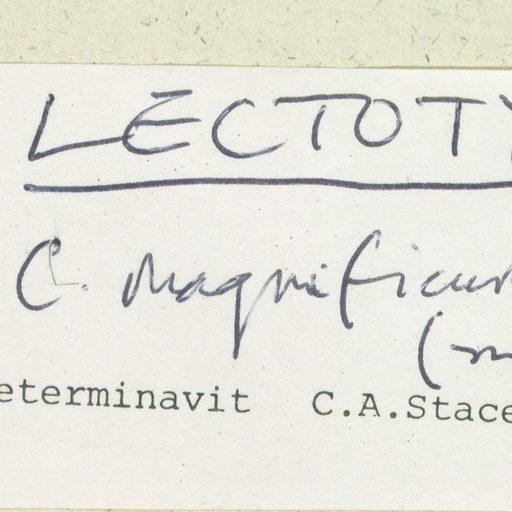 LECTOTY
C. magnificum
(m
eterminavit C.A.Stace